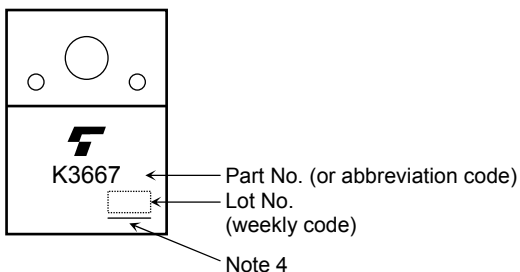 K3667
Part No. (or abbreviation code)
Lot No.
(weekly code)
Note 4